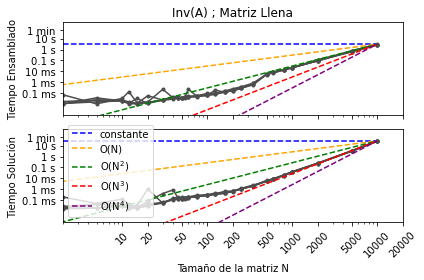 Inv(A) ; Matriz Llena
Tiempo Ensamblado
1 min
10 s
1 s
0.1 s
10 ms
1 ms
0.1 ms
Tiempo Solución
1 min
10 s
1 s
0.1 s
10 ms
1 ms
0.1 ms
constante
O(N)
O(N²)
O(N³)
O(N⁴)
10
20
50
100
200
500
1000
2000
5000
10000
20000
Tamaño de la matriz N